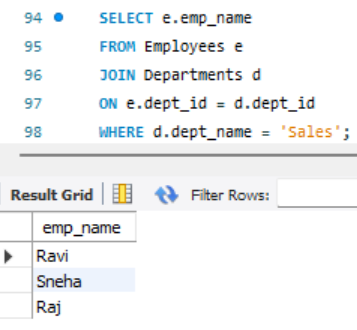 94 SELECT e.emp_name
95 FROM Employees e
96 JOIN Departments d
97 ON e.dept_id = d.dept_id
98 WHERE d.dept_name = 'Sales';
Result Grid Filter Rows:
emp_name
Ravi
Sneha
Raj